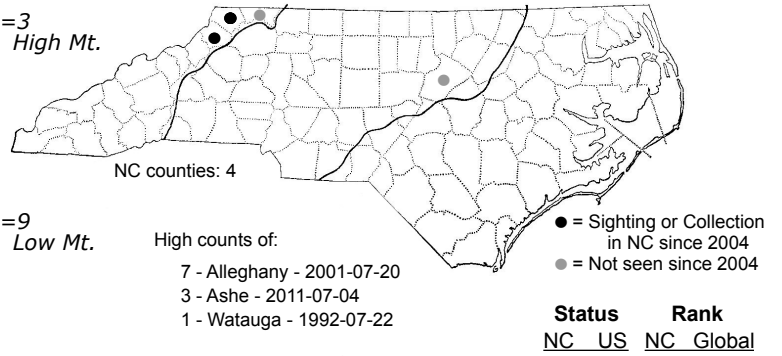 =3
High Mt.
NC counties: 4
=9
Low Mt.
High counts of:
7 - Alleghany - 2001-07-20
3 - Ashe - 2011-07-04
1 - Watauga - 1992-07-22
= Sighting or Collection
in NC since 2004
= Not seen since 2004
Status Rank
NC US NC Global